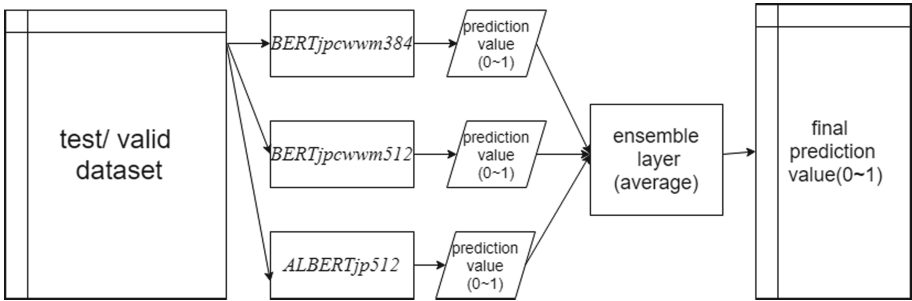 test/ valid
dataset
BERTjpcwwm384
prediction
value
(0~1)
BERTjpcwwm512
prediction
value
(0~1)
ALBERTjp512
prediction
value
(0~1)
ensemble
layer
(average)
final
prediction
value(0~1)